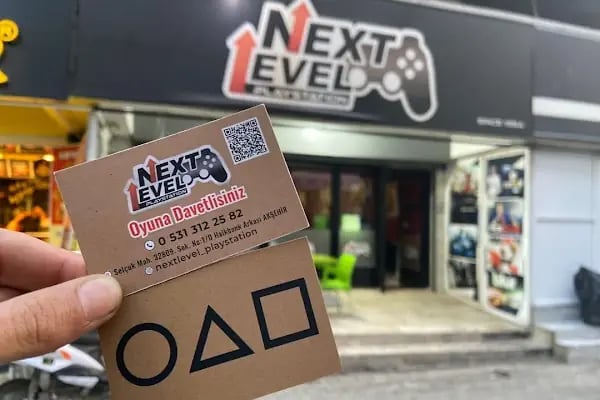 NEXT
LEVEL
PLAYSTATION
NEXT
LEVEL
PLAYSTATION
Oyuna Davetlisiniz
0 531 312 25 82
Selçuk Mah. 32809. Sok. No:1/D Halkbank Arkası AKŞEHİR
nextlevel_playstation